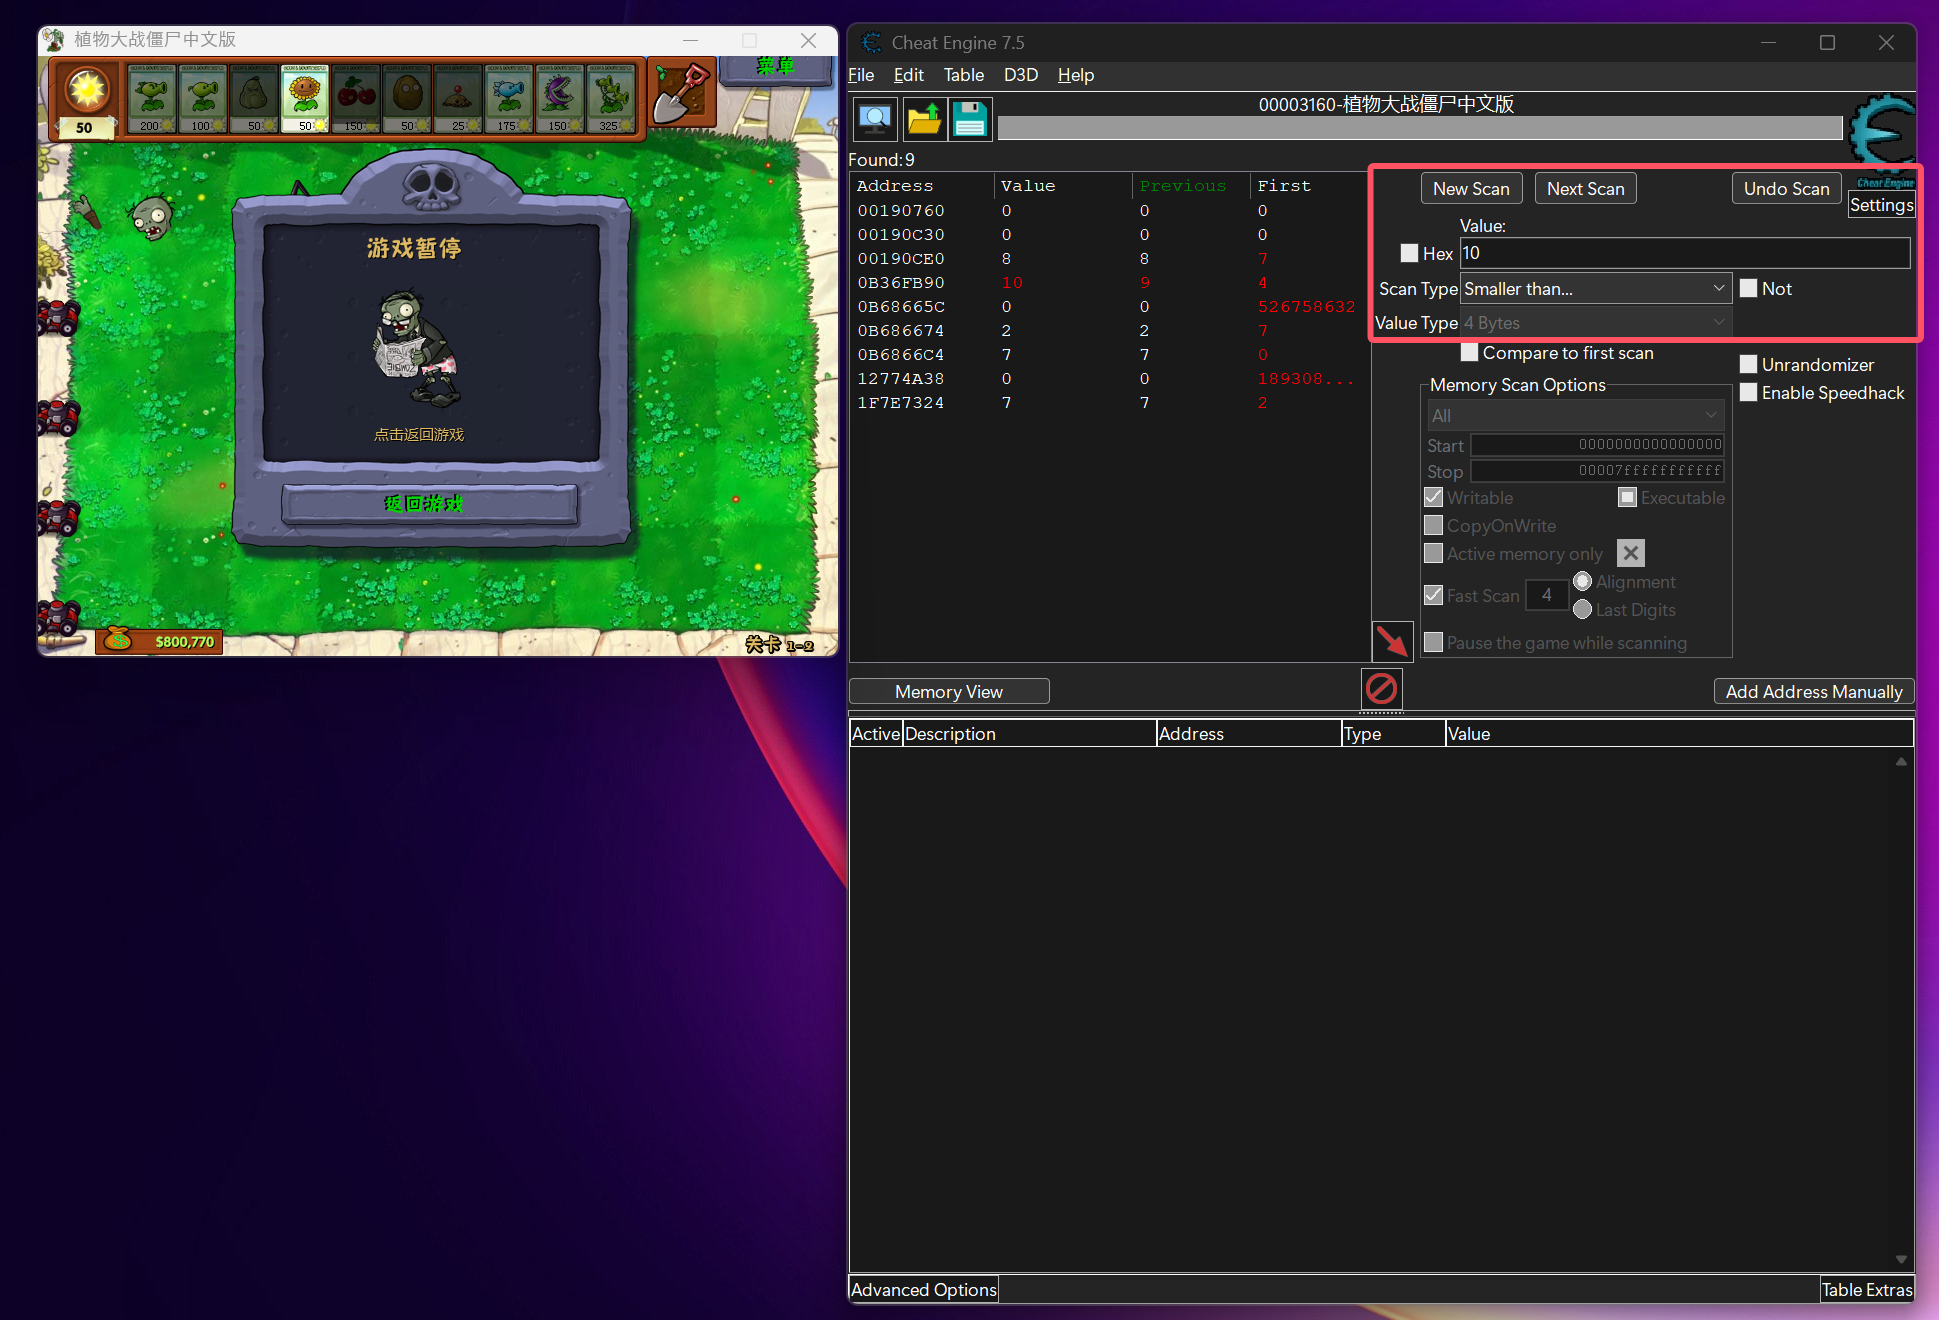 植物大战僵尸中文版
菜单
50
200
100
50
50
150
50
25
175
150
325
游戏暂停
点击返回游戏
返回游戏
$800,770
关卡 1-2
Cheat Engine 7.5
File Edit Table D3D Help
00003160-植物大战僵尸中文版
Found:9
Address Value Previous First
00190760 0 0 0
00190C30 0 0 0
00190CE0 8 8 7
0B36FB90 10 9 4
0B68665C 0 0 526758632
0B686674 2 2 7
0B6866C4 7 7 0
12774A38 0 0 189308...
1F7E7324 7 7 2
Cheat Engine
New Scan Next Scan Undo Scan
Settings
Value:
Hex 10
Scan Type Smaller than... Not
Value Type 4 Bytes
Compare to first scan
Unrandomizer
Enable Speedhack
Memory Scan Options
All
Start 0000000000000000
Stop 00007fffffffffff
Writable Executable
CopyOnWrite
Active memory only
Fast Scan 4 Alignment
Last Digits
Pause the game while scanning
Memory View Add Address Manually
Active Description Address Type Value
Advanced Options Table Extras